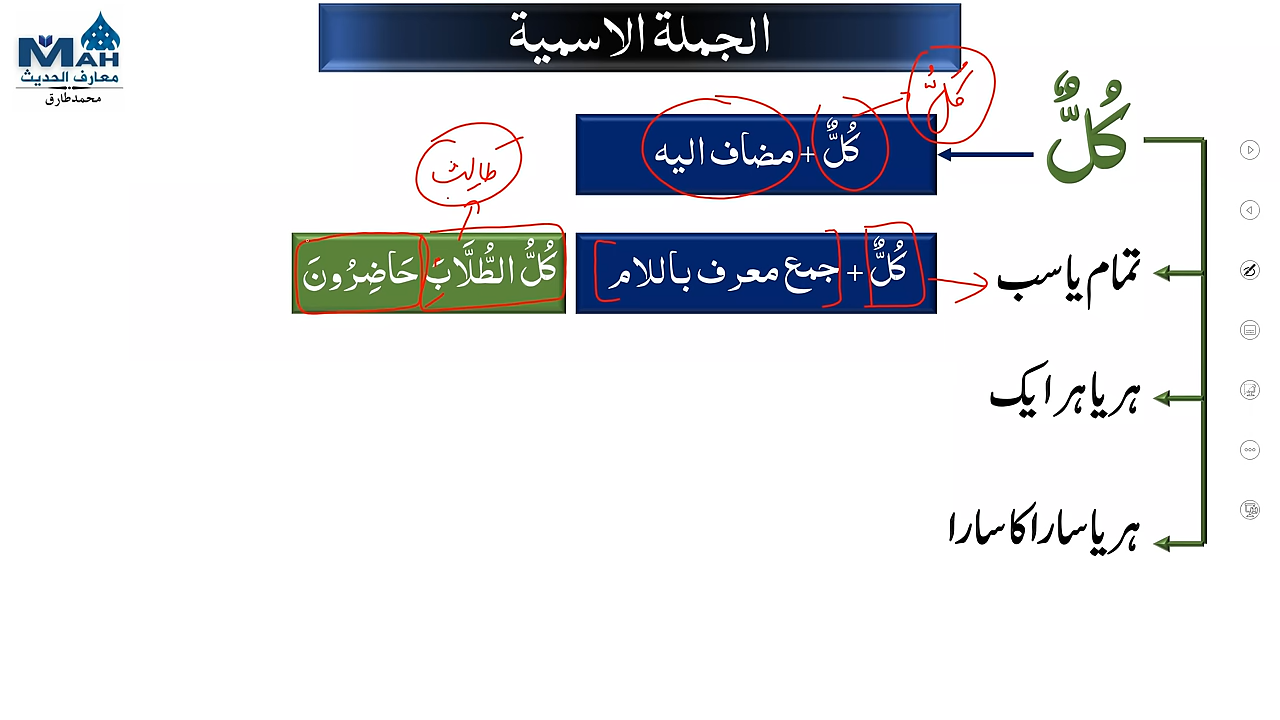 MAH
معارف الحديث
محمد طارق
الجملة الاسمية
كُلٌّ
كُلُّ
كُلٌّ + مضاف اليه
طالِبٌ
تمام یا سب
كُلٌّ + جمع معرف باللام
كُلُّ الطُّلَّابَ حَاضِرُونَ
ہر یا ہر ایک
ہر یا سارا کا سارا